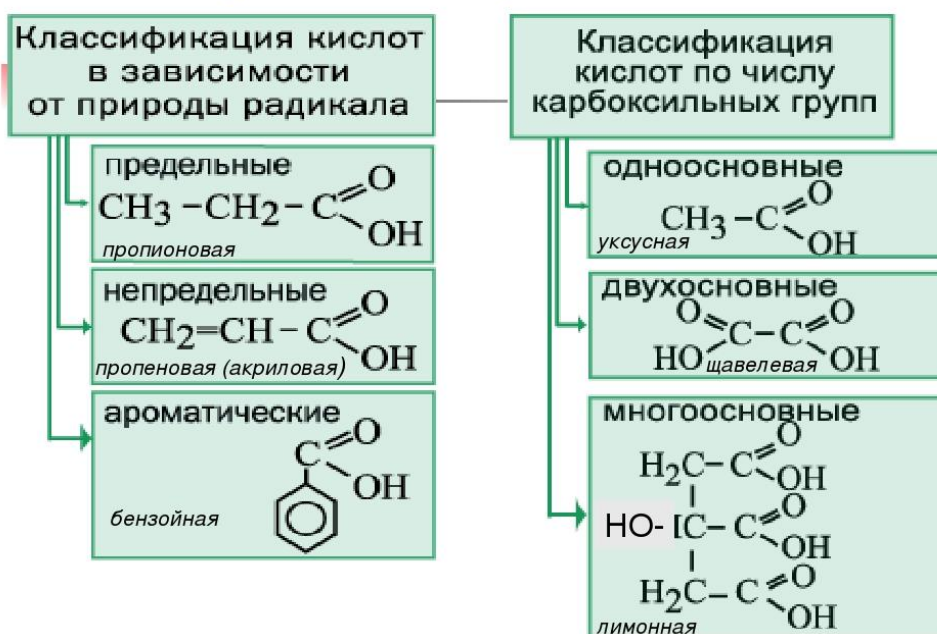 Классификация кислот
в зависимости
от природы радикала
предельные
CH3 –CH2 – C
O
OH
пропионовая
непредельные
CH2=CH – C
O
OH
пропеновая (акриловая)
ароматические
O
C
OH
бензойная
Классификация
кислот по числу
карбоксильных групп
одноосновные
CH3 – C
O
OH
уксусная
двухосновные
O
O
C – C
HO
OH
щавелевая
многоосновные
O
H2C – C
OH
O
HO- C – C
OH
O
H2C – C
OH
лимонная